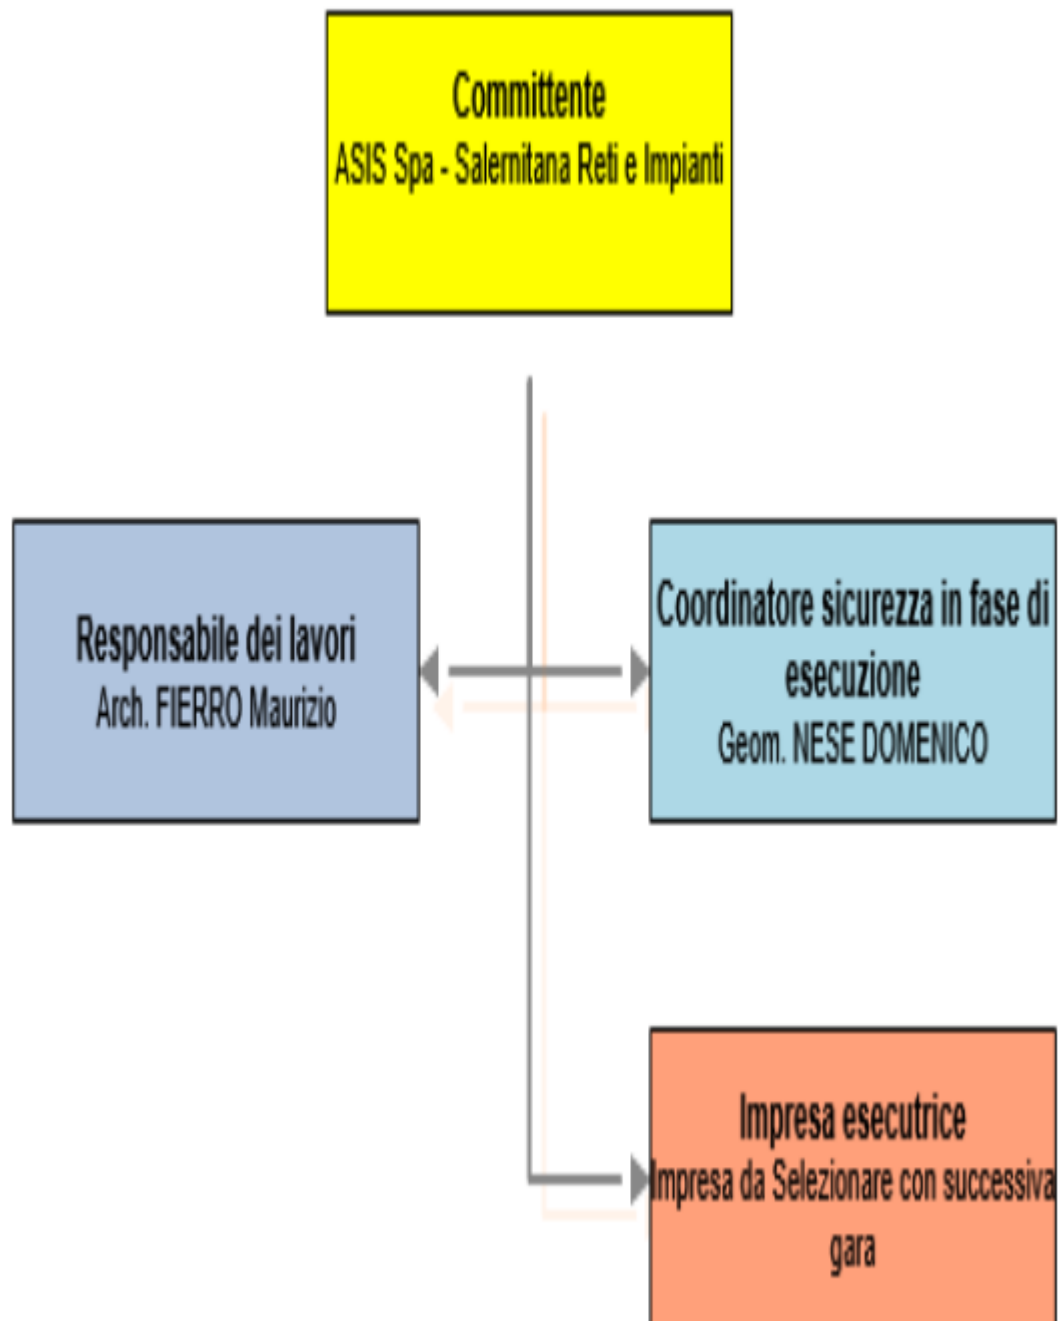 Committente
ASIS Spa - Salernitana Reti e Impianti
Responsabile dei lavori
Arch. FIERRO Maurizio
Coordinatore sicurezza in fase di
esecuzione
Geom. NESE DOMENICO
Impresa esecutrice
Impresa da Selezionare con successiva
gara